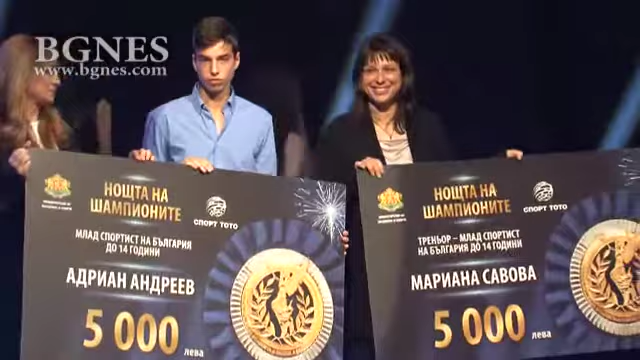 BGNES
www.bgnes.com
НОЩТА НА
ШАМПИОНИТЕ
СПОРТ ТОТО
МЛАД СПОРТИСТ НА БЪЛГАРИЯ
ДО 14 ГОДИНИ
АДРИАН АНДРЕЕВ
5 000 лева
НОЩТА НА
ШАМПИОНИТЕ
СПОРТ ТОТО
ТРЕНЬОР – МЛАД СПОРТИСТ
НА БЪЛГАРИЯ ДО 14 ГОДИНИ
МАРИАНА САВОВА
5 000 лева